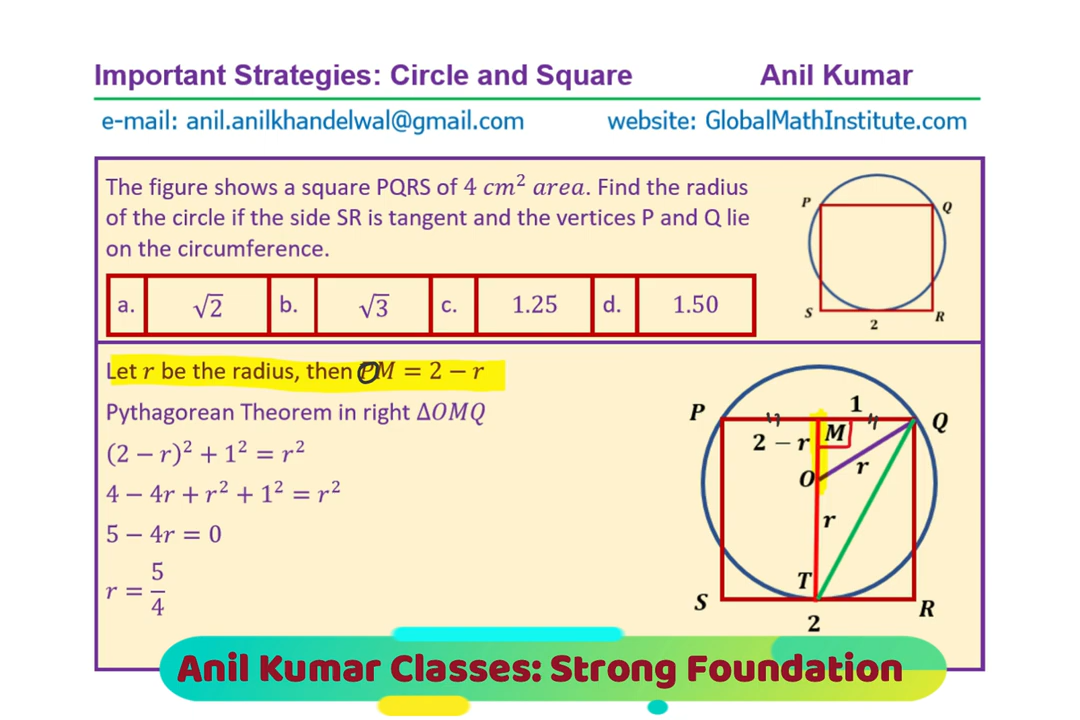 Important Strategies: Circle and Square Anil Kumar
e-mail: anil.anilkhandelwal@gmail.com website: GlobalMathInstitute.com
The figure shows a square PQRS of 4 cm² area. Find the radius
of the circle if the side SR is tangent and the vertices P and Q lie
on the circumference.
P Q
S R
2
a. √2 b. √3 c. 1.25 d. 1.50
Let r be the radius, then OM = 2 − r
Pythagorean Theorem in right ΔOMQ
(2 − r)² + 1² = r²
4 − 4r + r² + 1² = r²
5 − 4r = 0
r = 5/4
1
P Q
2 − r M
O r
r
T
S R
2
Anil Kumar Classes: Strong Foundation